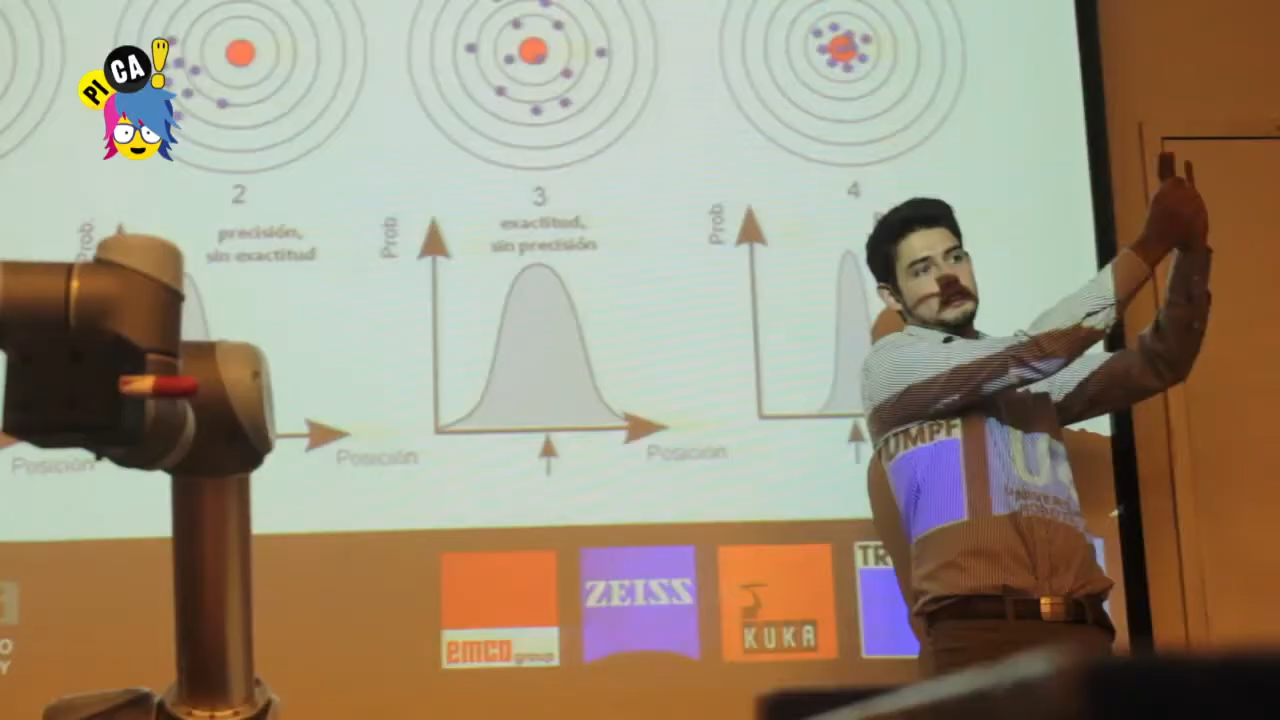 PI
CA!
2
3
4
Prob.
precisión,
sin exactitud
Prob
exactitud,
sin precisión
Prob.
Posición
Posición
Posición
UMPF
emco group
ZEISS
KUKA
TR
O
Y